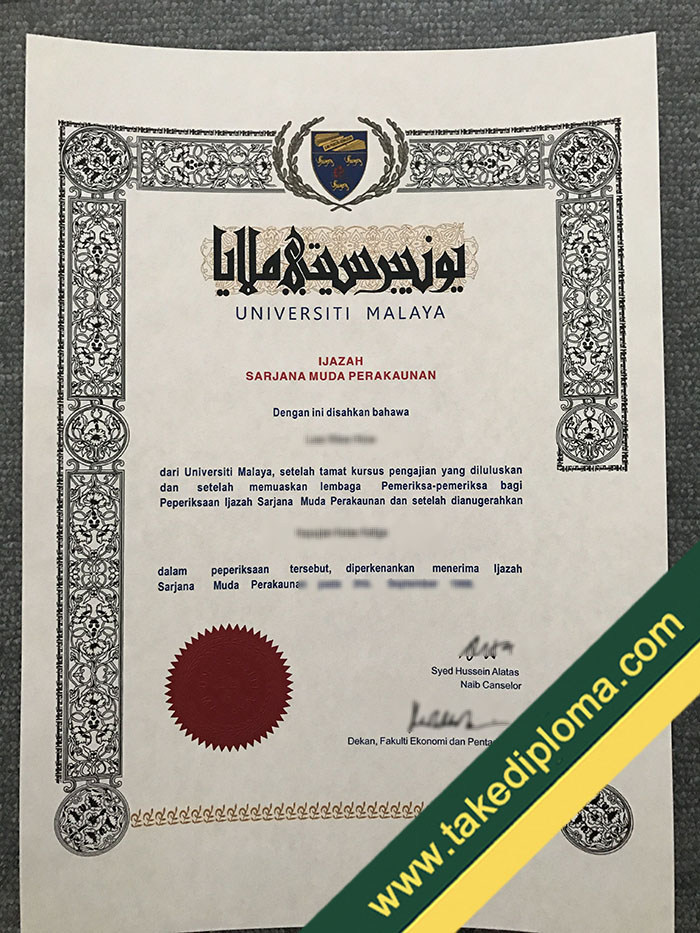 يونيبرسيتي ملايا
UNIVERSITI MALAYA
IJAZAH
SARJANA MUDA PERAKAUNAN
Dengan ini disahkan bahawa
dari Universiti Malaya, setelah tamat kursus pengajian yang diluluskan
dan setelah memuaskan lembaga Pemeriksa-pemeriksa bagi
Peperiksaan Ijazah Sarjana Muda Perakaunan dan setelah dianugerahkan
dalam peperiksaan tersebut, diperkenankan menerima Ijazah
Sarjana Muda
Syed Hussein Alatas
Naib Canselor
Dekan, Fakulti Ekonomi dan
www.takediploma.com